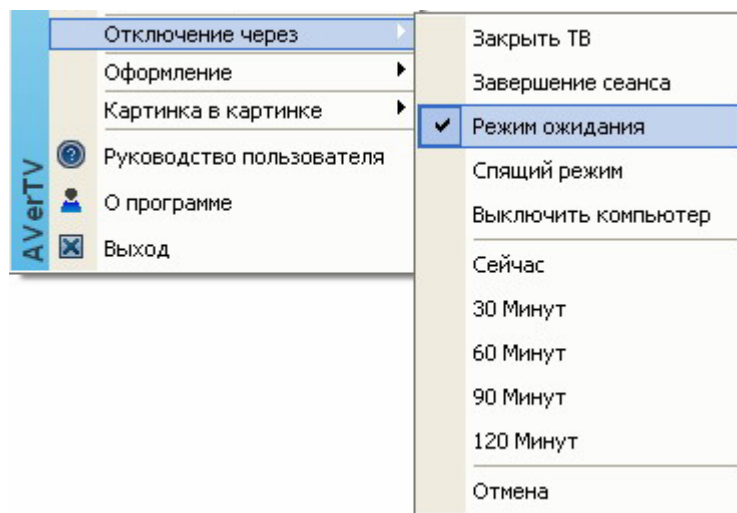 Отключение через
Оформление
Картинка в картинке
Руководство пользователя
О программе
Выход
AVerTV
Закрыть ТВ
Завершение сеанса
Режим ожидания
Спящий режим
Выключить компьютер
Сейчас
30 Минут
60 Минут
90 Минут
120 Минут
Отмена